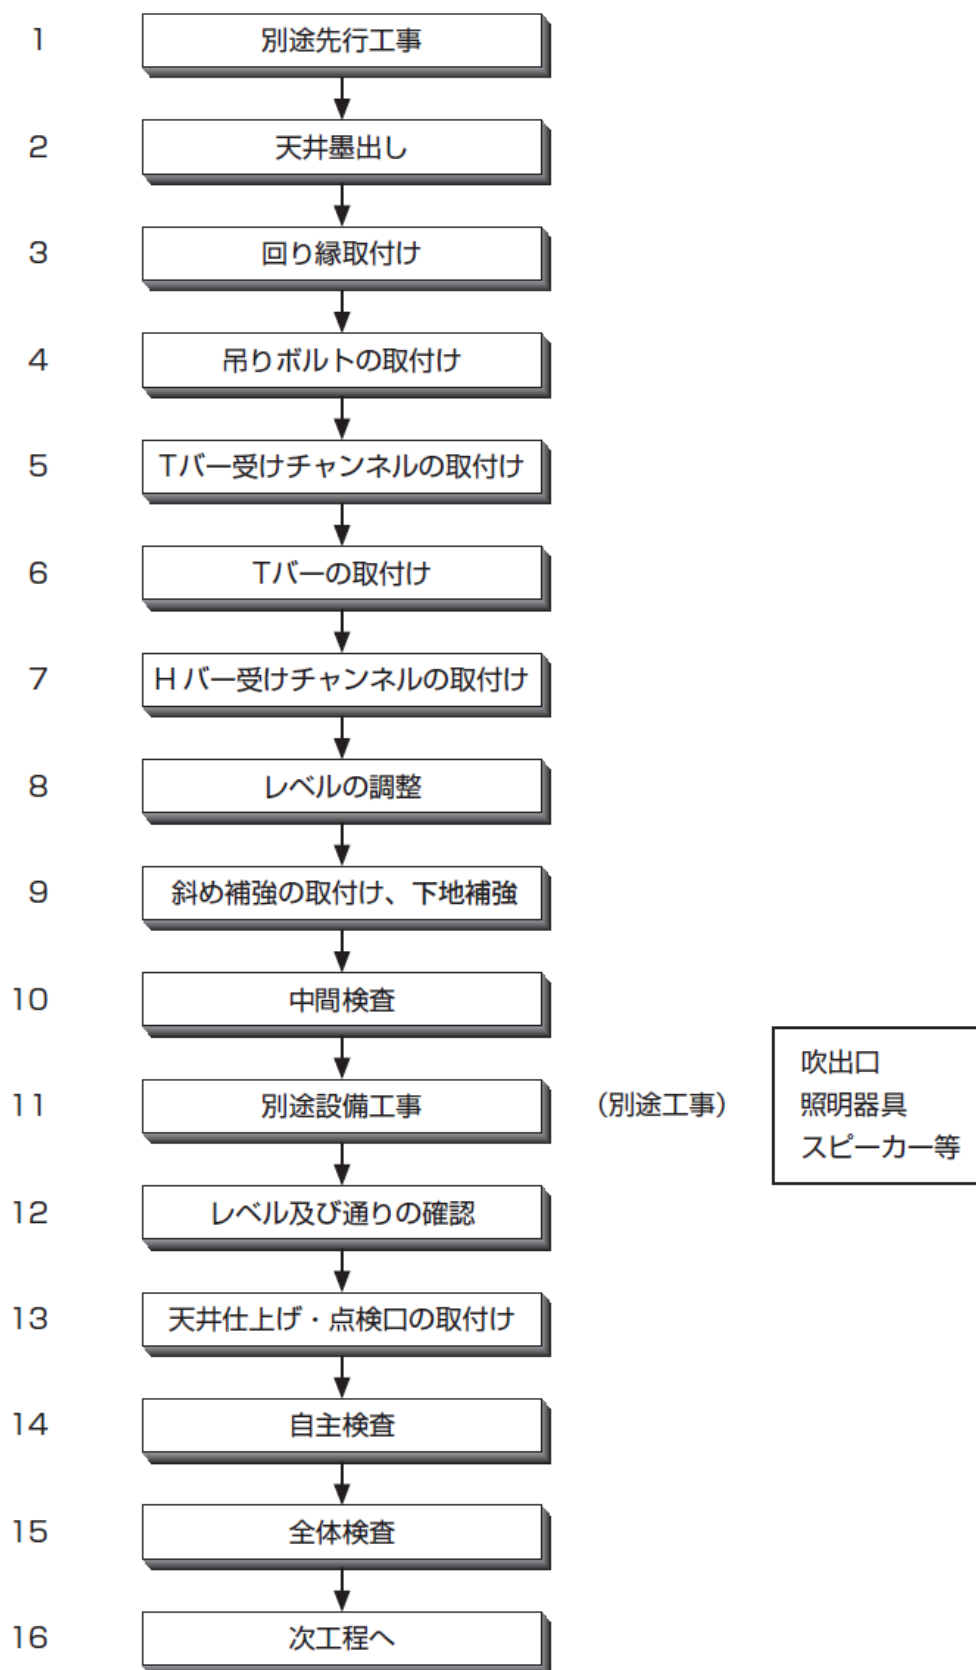 1 別途先行工事
2 天井墨出し
3 回り縁取付け
4 吊りボルトの取付け
5 Tバー受けチャンネルの取付け
6 Tバーの取付け
7 H バー受けチャンネルの取付け
8 レベルの調整
9 斜め補強の取付け、下地補強
10 中間検査
11 別途設備工事 （別途工事）
吹出口
照明器具
スピーカー等
12 レベル及び通りの確認
13 天井仕上げ・点検口の取付け
14 自主検査
15 全体検査
16 次工程へ